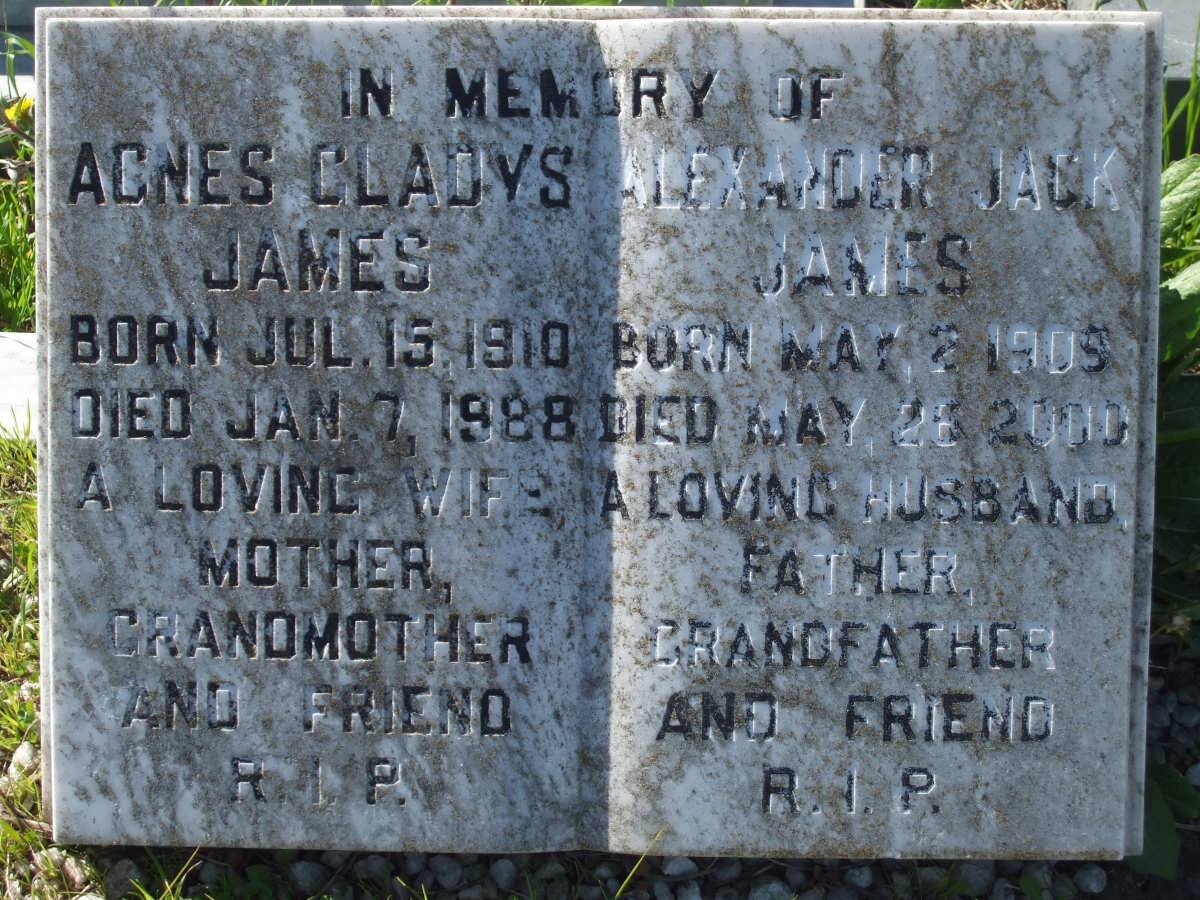 IN MEMORY OF
AGNES GLADYS
JAMES
BORN JUL. 15, 1910
DIED JAN. 7, 1988
A LOVING WIFE,
MOTHER,
GRANDMOTHER
AND FRIEND
R. I. P.
ALEXANDER JACK
JAMES
BORN MAY, 2 1909
DIED MAY, 26 2000
A LOVING HUSBAND,
FATHER,
GRANDFATHER
AND FRIEND
R. I. P.